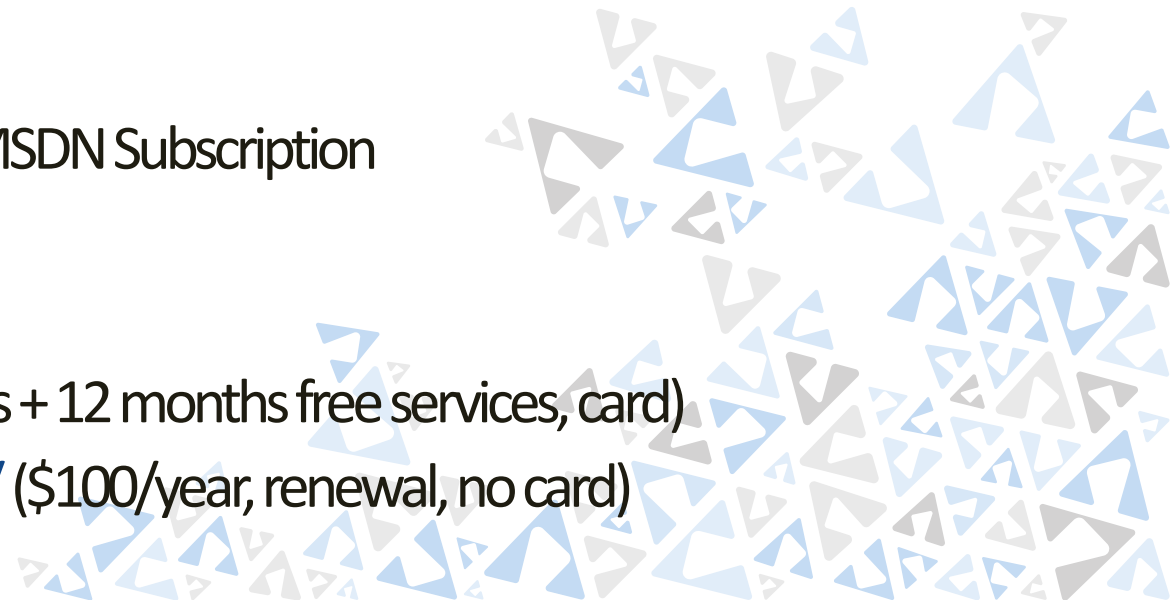 MSDN Subscription
s + 12 months free services, card)
/ ($100/year, renewal, no card)